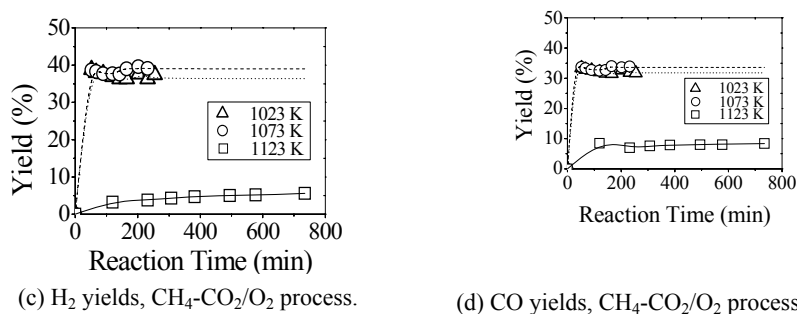 50
40
30
20
10
0
Yield (%)
1023 K
1073 K
1123 K
0 200 400 600 800
Reaction Time (min)
(c) H₂ yields, CH₄-CO₂/O₂ process.
50
40
30
20
10
0
Yield (%)
1023 K
1073 K
1123 K
0 200 400 600 800
Reaction Time (min)
(d) CO yields, CH₄-CO₂/O₂ process